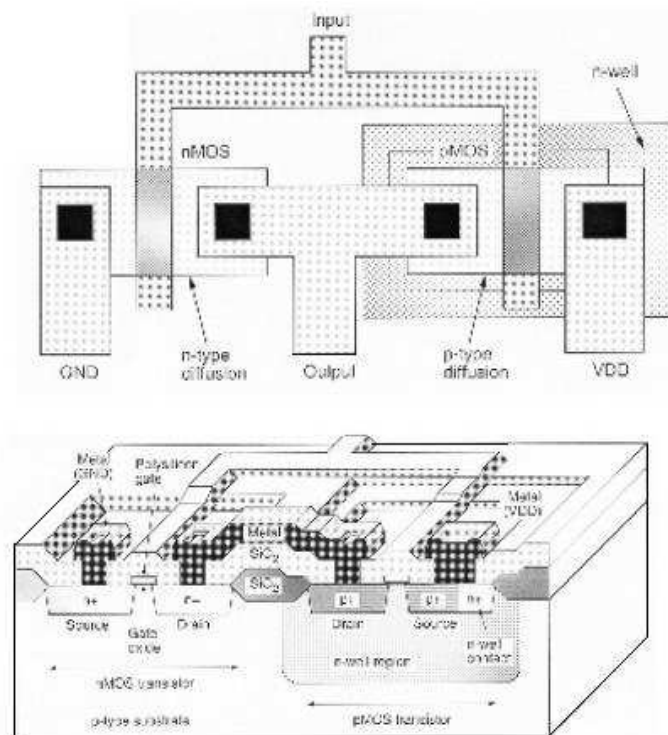 Input
n-well
nMOS
pMOS
n-type
diffusion
p-type
diffusion
GND
Output
VDD
Metal
(GND)
Polysilicon
gate
Metal
(VDD)
Metal
SiO2
SiO2
n+
p+
p+
n+
Source
Drain
Drain
Source
Gate
oxide
n-well
contact
n-well region
nMOS transistor
pMOS transistor
p-type substrate